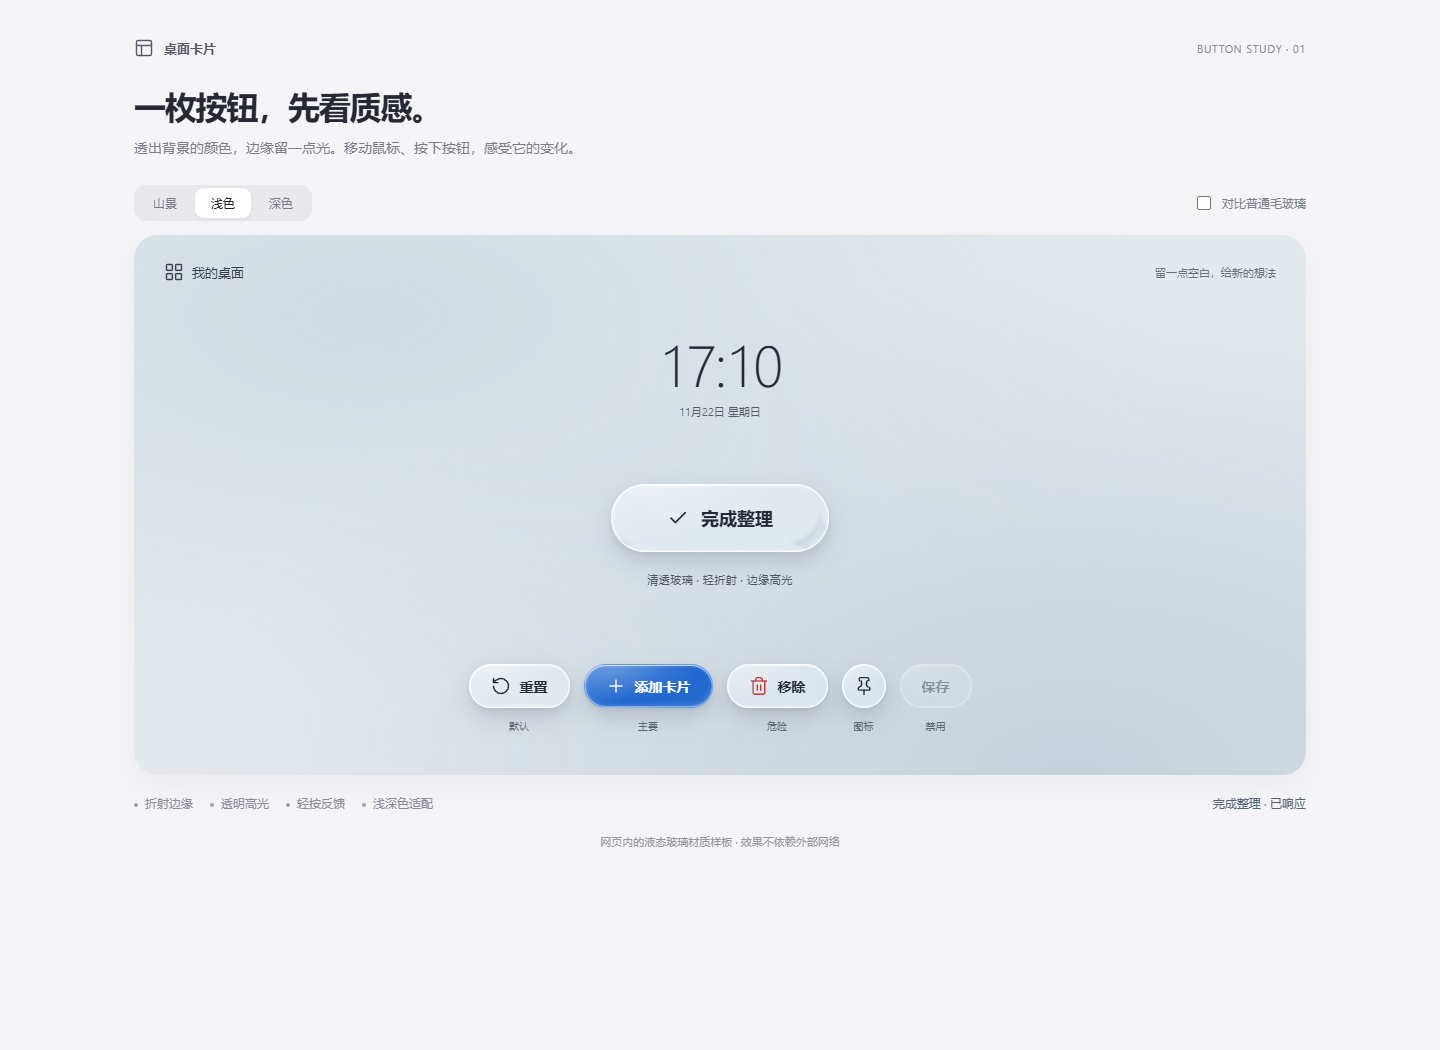 桌面卡片
BUTTON STUDY · 01
一枚按钮，先看质感。
透出背景的颜色，边缘留一点光。移动鼠标、按下按钮，感受它的变化。
山景 浅色 深色
对比普通毛玻璃
我的桌面
留一点空白，给新的想法
17:10
11月22日 星期日
完成整理
清透玻璃 · 轻折射 · 边缘高光
重置 添加卡片 移除 保存
默认 主要 危险 图标 禁用
折射边缘 透明高光 轻按反馈 浅深色适配
完成整理 · 已响应
网页内的液态玻璃材质样板 · 效果不依赖外部网络